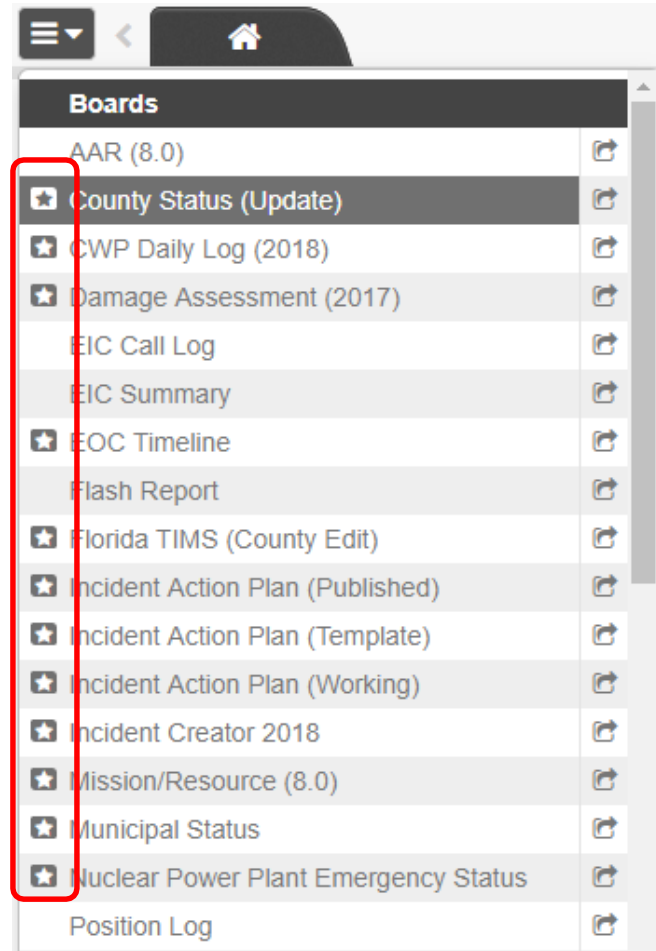 Boards
AAR (8.0)
County Status (Update)
CWP Daily Log (2018)
Damage Assessment (2017)
EIC Call Log
EIC Summary
EOC Timeline
Flash Report
Florida TIMS (County Edit)
Incident Action Plan (Published)
Incident Action Plan (Template)
Incident Action Plan (Working)
Incident Creator 2018
Mission/Resource (8.0)
Municipal Status
Nuclear Power Plant Emergency Status
Position Log